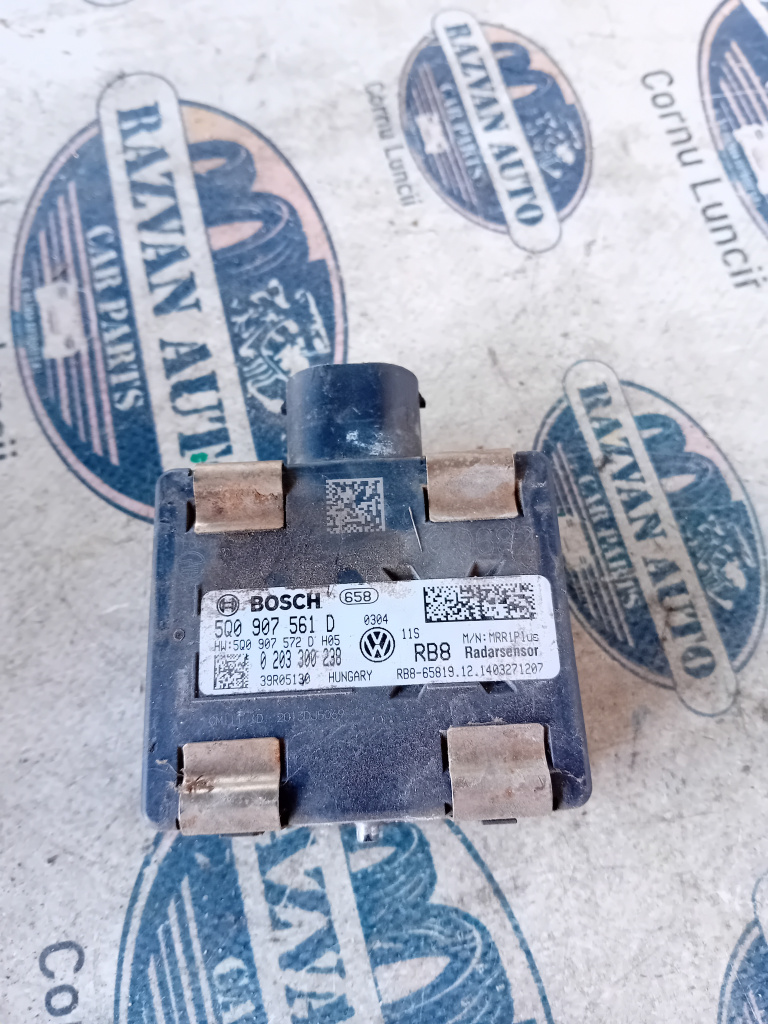 RAZVAN AUTO
CAR PARTS
Cornu Luncii
RAZVAN AUTO
CAR PARTS
Cornu Luncii
RAZVAN AUT
CAR PARTS
BOSCH 658
5Q0 907 561 D 0304
HW:5Q0 907 572 D H05 11S M/N:MRR1Plus
0 203 300 238 RB8 Radarsensor
39R05130 HUNGARY RB8-65819.12.1403271207
Cor